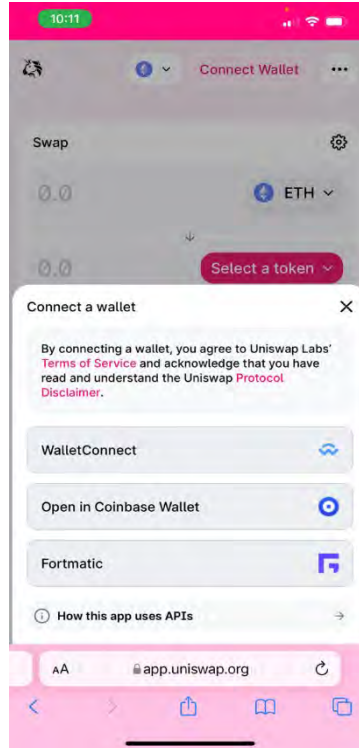 10:11
Connect Wallet
Swap
0.0 ETH
0.0 Select a token
Connect a wallet
By connecting a wallet, you agree to Uniswap Labs'
Terms of Service and acknowledge that you have
read and understand the Uniswap Protocol
Disclaimer.
WalletConnect
Open in Coinbase Wallet
Fortmatic
How this app uses APIs
AA app.uniswap.org